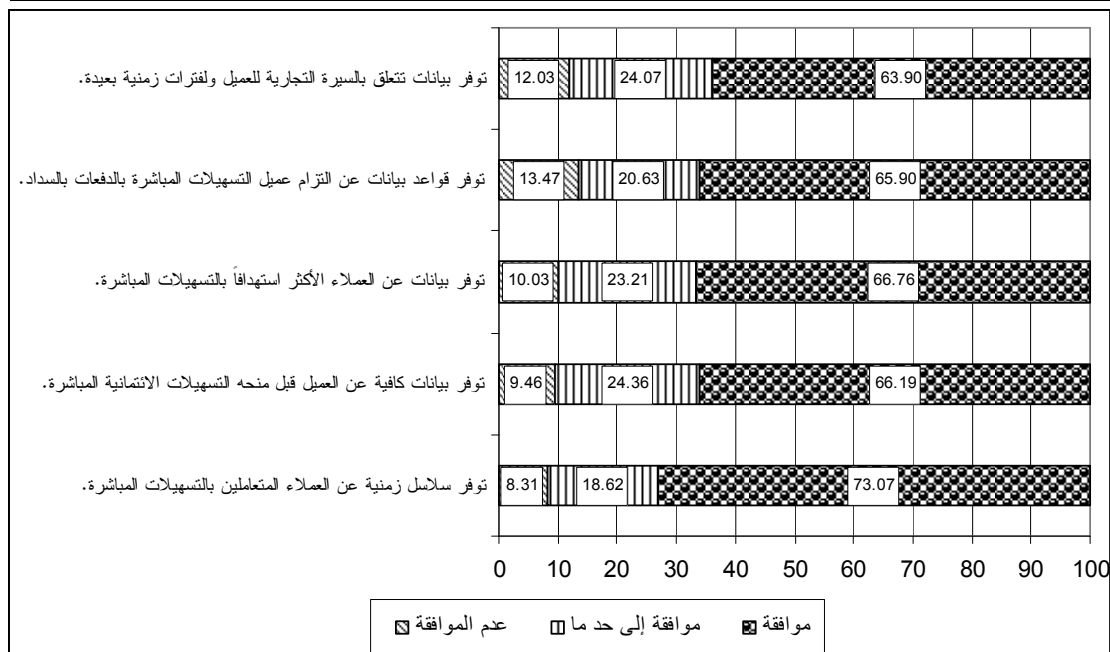 توفر بيانات تتعلق بالسيرة التجارية للعميل ولفترات زمنية بعيدة.
12.03 24.07 63.90
توفر قواعد بيانات عن التزام عميل التسهيلات المباشرة بالدفعات بالسداد.
13.47 20.63 65.90
توفر بيانات عن العملاء الأكثر استهدافاً بالتسهيلات المباشرة.
10.03 23.21 66.76
توفر بيانات كافية عن العميل قبل منحه التسهيلات الائتمانية المباشرة.
9.46 24.36 66.19
توفر سلاسل زمنية عن العملاء المتعاملين بالتسهيلات المباشرة.
8.31 18.62 73.07
0 10 20 30 40 50 60 70 80 90 100
موافقة موافقة إلى حد ما عدم الموافقة